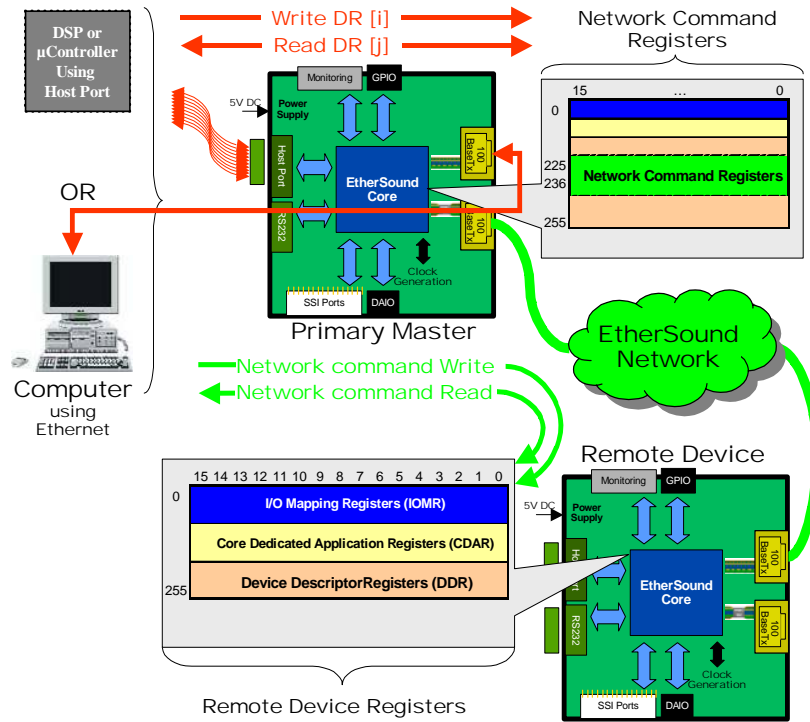 DSP or
µController
Using
Host Port
Write DR [i]
Read DR [j]
Network Command
Registers
15 ... 0
0
225
236
255
Network Command Registers
Monitoring
GPIO
5V DC
Power
Supply
Host Port
RS232
EtherSound
Core
100
BaseTx
100
BaseTx
Clock
Generation
SSI Ports
DAIO
Primary Master
OR
Computer
using
Ethernet
EtherSound
Network
Network command Write
Network command Read
15 14 13 12 11 10 9 8 7 6 5 4 3 2 1 0
0
I/O Mapping Registers (IOMR)
Core Dedicated Application Registers (CDAR)
Device DescriptorRegisters (DDR)
255
Remote Device Registers
Remote Device
Monitoring
GPIO
5V DC
Power
Supply
RS232
EtherSound
Core
100
BaseTx
100
BaseTx
Clock
Generation
SSI Ports
DAIO